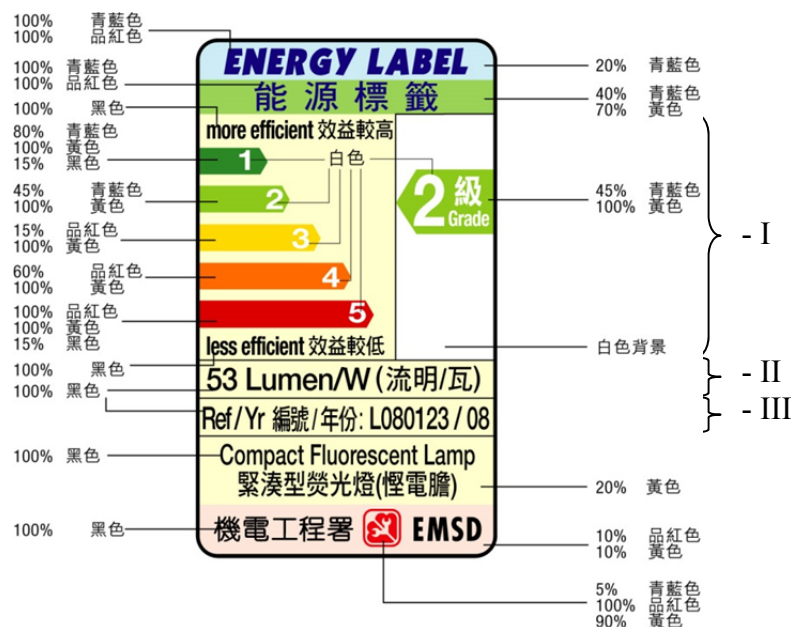 100% 青藍色
100% 品紅色
100% 青藍色
100% 品紅色
100% 黑色
80% 青藍色
100% 黃色
15% 黑色
45% 青藍色
100% 黃色
15% 品紅色
100% 黃色
60% 品紅色
100% 黃色
100% 品紅色
100% 黃色
15% 黑色
100% 黑色
100% 黑色
100% 黑色
100% 黑色
ENERGY LABEL
能源標籤
more efficient 效益較高
1
白色
2
3
4
5
2 級
Grade
less efficient 效益較低
53 Lumen/W (流明/瓦)
Ref / Yr 編號/年份: L080123 / 08
Compact Fluorescent Lamp
緊湊型熒光燈(慳電膽)
機電工程署 EMSD
20% 青藍色
40% 青藍色
70% 黃色
45% 青藍色
100% 黃色
白色背景
20% 黃色
10% 品紅色
10% 黃色
5% 青藍色
100% 品紅色
90% 黃色
- I
- II
- III